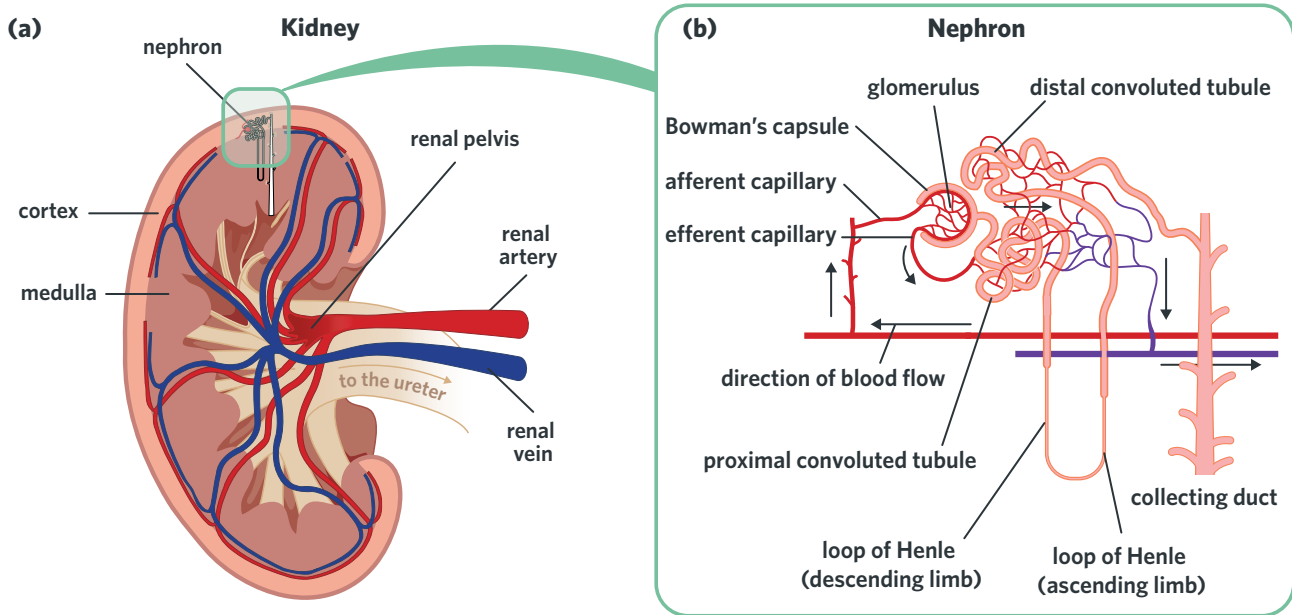 (a)
Kidney
nephron
renal pelvis
cortex
renal
artery
medulla
to the ureter
renal
vein
(b)
Nephron
glomerulus
distal convoluted tubule
Bowman’s capsule
afferent capillary
efferent capillary
direction of blood flow
proximal convoluted tubule
collecting duct
loop of Henle
(descending limb)
loop of Henle
(ascending limb)